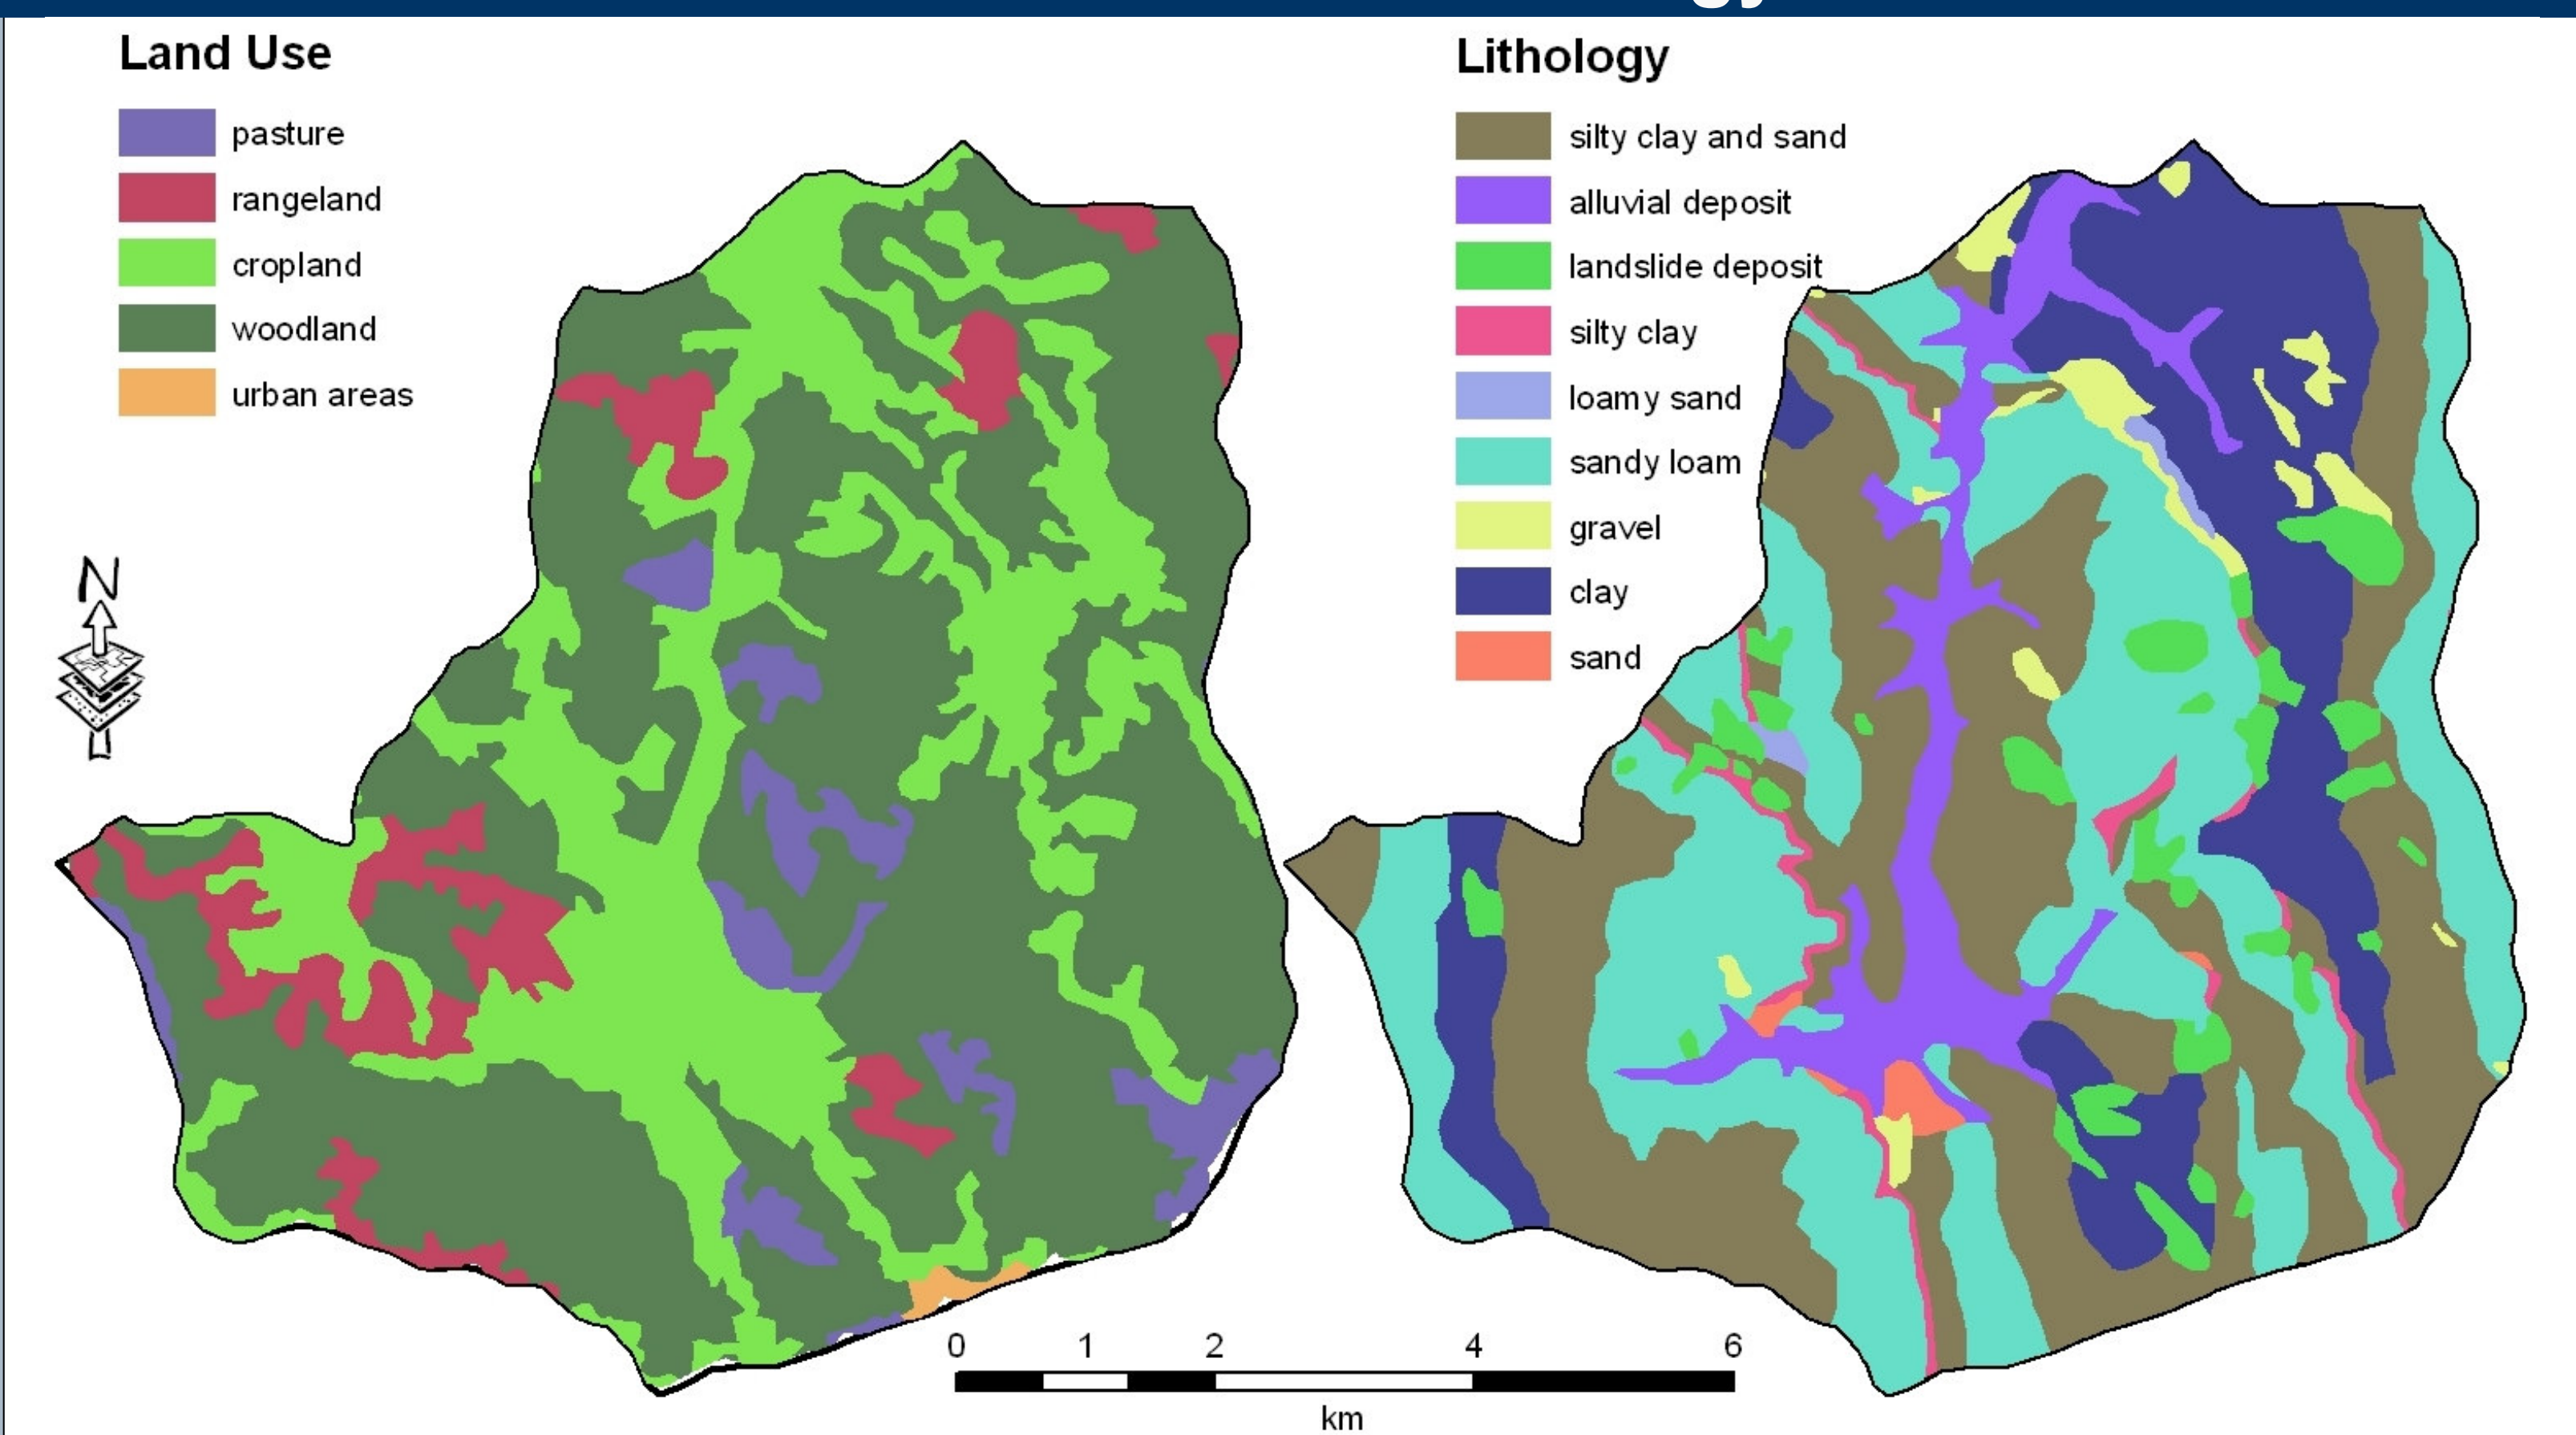 Land Use
pasture
rangeland
cropland
woodland
urban areas
N
Lithology
silty clay and sand
alluvial deposit
landslide deposit
silty clay
loamy sand
sandy loam
gravel
clay
sand
0 1 2 4 6
km